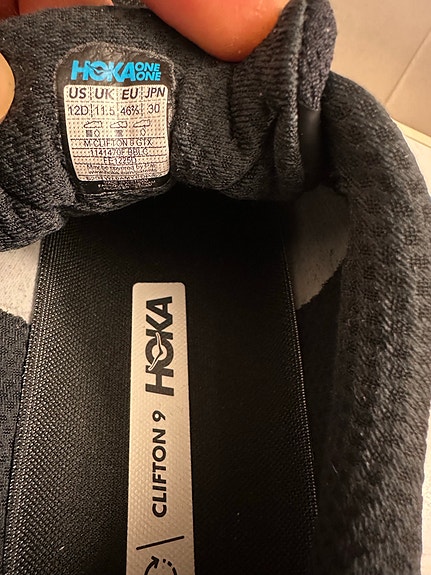 HOKA ONE ONE
US UK EU JPN
12D 11.5 46⅔ 30
M CLIFTON 8 GTX
HOKA
CLIFTON 9